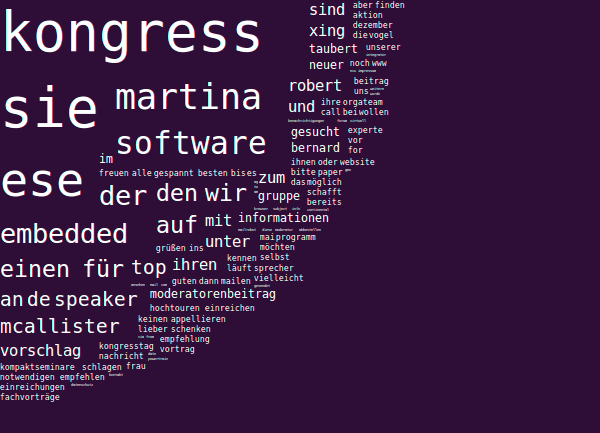 kongress
sind
aber finden
aktion
xing
dezember
die vogel
taubert
unserer
neuer
noch www
sie
martina
robert
beitrag
uns
und
ihre orgateam
call bei wollen
software
gesucht
experte
bernard
vor
for
im
ihnen oder website
ese
freuen alle gespannt besten bis es
zum
bitte paper
das möglich
der
den
wir
gruppe
schafft
bereits
auf
mit
informationen
embedded
unter
mai programm
grüßen ins
möchten
einen für
top
ihren
kennen
selbst
läuft
sprecher
vielleicht
guten dann mailen
an de speaker
moderatorenbeitrag
hochtouren einreichen
mcallister
keinen appellieren
lieber schenken
empfehlung
vorschlag
kongresstag
vortrag
nachricht
kompaktseminare schlagen
frau
notwendigen empfehlen
einreichungen
fachvorträge